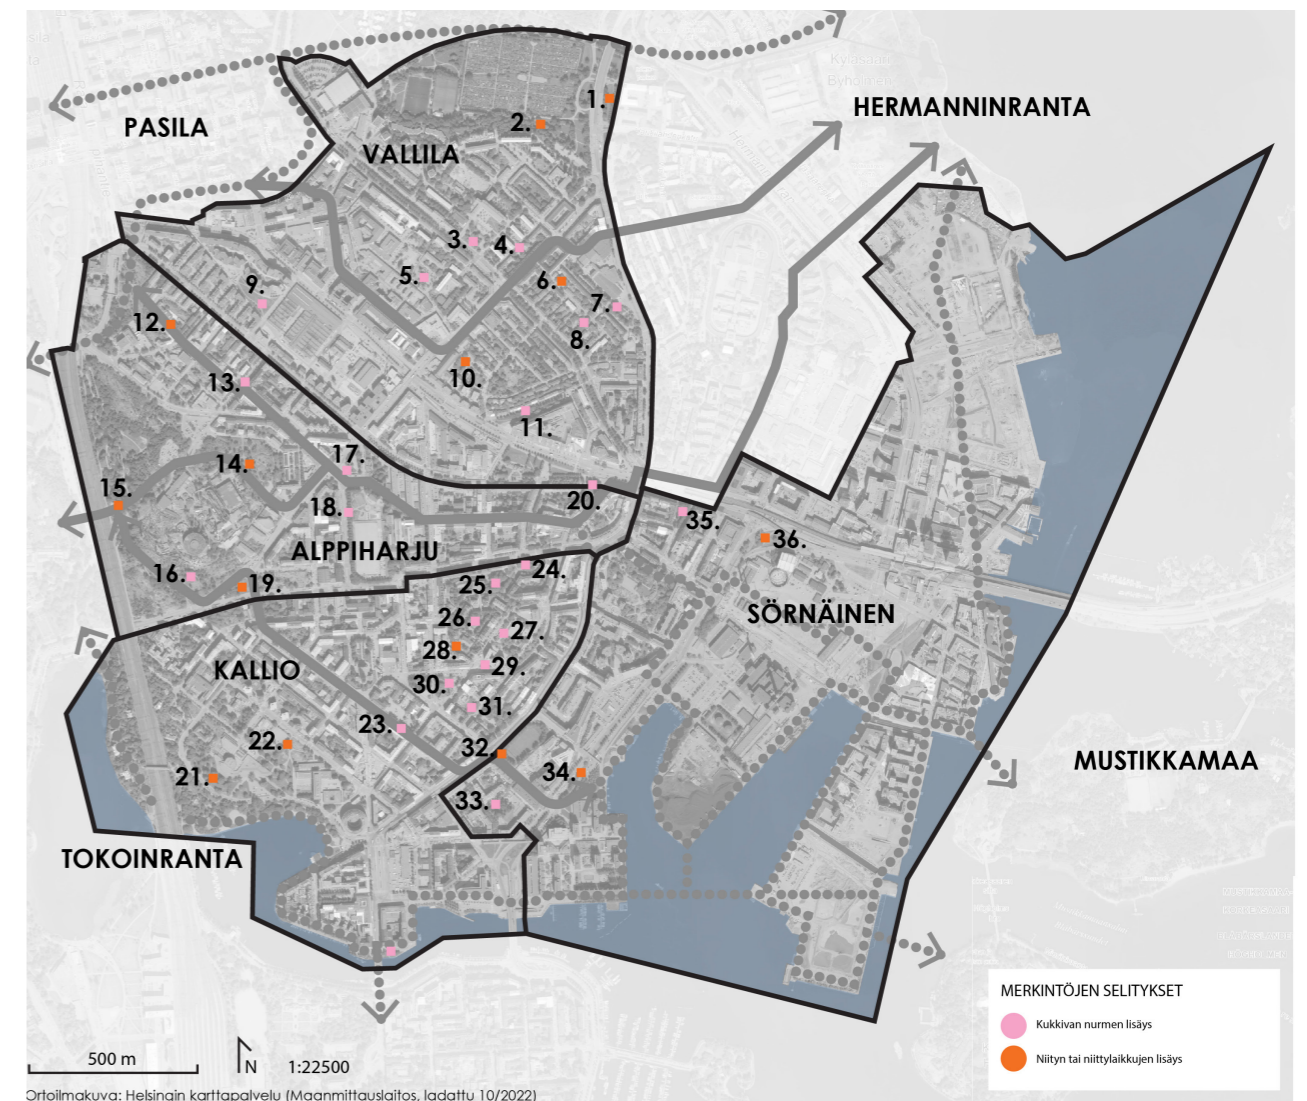 Kyläsaari
Byholmen
HERMANNINRANTA
PASILA
VALLILA
1.
2.
3.
4.
5.
6.
7.
8.
9.
10.
11.
12.
13.
14.
15.
16.
17.
18.
19.
20.
ALPPIHARJU
35.
36.
SÖRNÄINEN
24.
25.
26.
27.
28.
29.
30.
31.
KALLIO
23.
22.
21.
32.
33.
34.
MUSTIKKAMAA
TOKOINRANTA
MERKINTÖJEN SELITYKSET
Kukkivan nurmen lisäys
Niityn tai niittylaikkujen lisäys
500 m
N
1:22500
Ortoilmakuva: Helsingin karttapalvelu (Maanmittauslaitos, ladattu 10/2022)